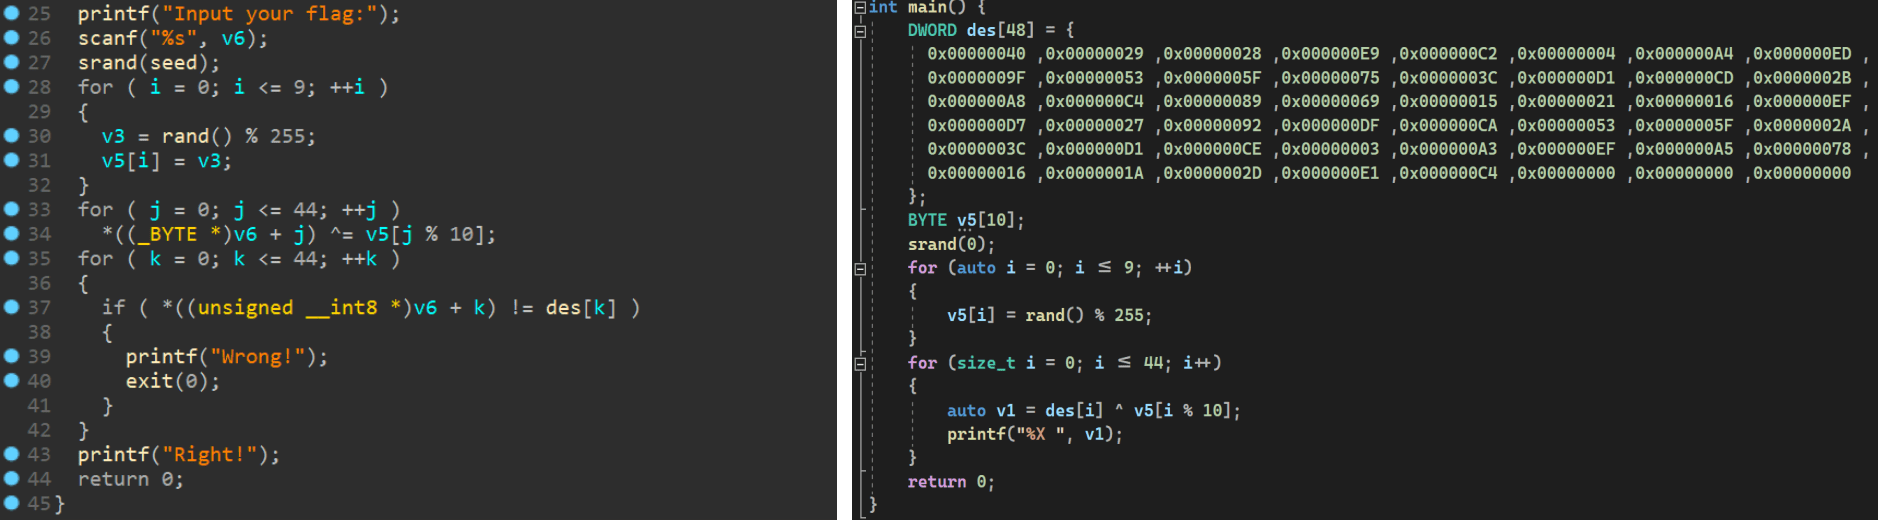 25 printf("Input your flag:");
26 scanf("%s", v6);
27 srand(seed);
28 for ( i = 0; i <= 9; ++i )
29 {
30 v3 = rand() % 255;
31 v5[i] = v3;
32 }
33 for ( j = 0; j <= 44; ++j )
34 *((_BYTE *)v6 + j) ^= v5[j % 10];
35 for ( k = 0; k <= 44; ++k )
36 {
37 if ( *((unsigned __int8 *)v6 + k) != des[k] )
38 {
39 printf("Wrong!");
40 exit(0);
41 }
42 }
43 printf("Right!");
44 return 0;
45 }
int main() {
DWORD des[48] = {
0x00000040 ,0x00000029 ,0x00000028 ,0x000000E9 ,0x000000C2 ,0x00000004 ,0x000000A4 ,0x000000ED ,
0x0000009F ,0x00000053 ,0x0000005F ,0x00000075 ,0x0000003C ,0x000000D1 ,0x000000CD ,0x0000002B ,
0x000000A8 ,0x000000C4 ,0x00000089 ,0x00000069 ,0x00000015 ,0x00000021 ,0x00000016 ,0x000000EF ,
0x000000D7 ,0x00000027 ,0x00000092 ,0x000000DF ,0x000000CA ,0x00000053 ,0x0000005F ,0x0000002A ,
0x0000003C ,0x000000D1 ,0x000000CE ,0x00000003 ,0x000000A3 ,0x000000EF ,0x000000A5 ,0x00000078 ,
0x00000016 ,0x0000001A ,0x0000002D ,0x000000E1 ,0x000000C4 ,0x00000000 ,0x00000000 ,0x00000000
};
BYTE v5[10];
srand(0);
for (auto i = 0; i ≤ 9; ++i)
{
v5[i] = rand() % 255;
}
for (size_t i = 0; i ≤ 44; i++)
{
auto v1 = des[i] ^ v5[i % 10];
printf("%X ", v1);
}
return 0;
}